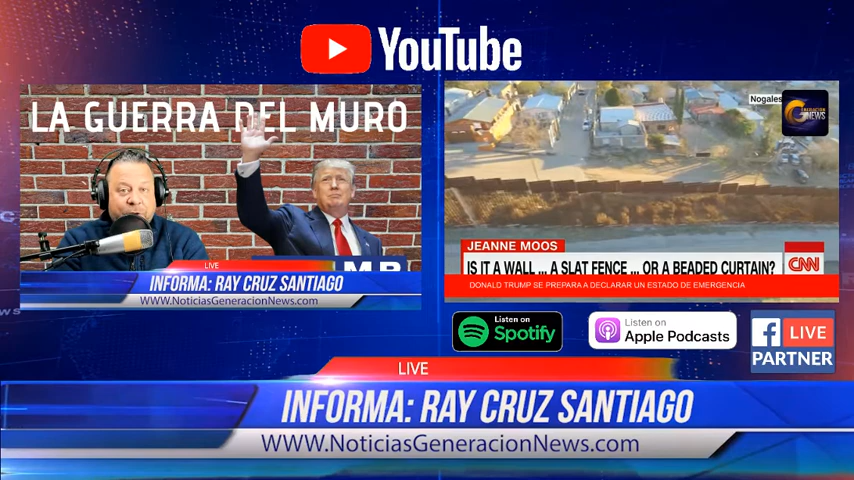 YouTube
LA GUERRA DEL MURO
LIVE
INFORMA: RAY CRUZ SANTIAGO
WWW.NoticiasGeneracionNews.com
Nogales
GENERACION
NEWS
JEANNE MOOS
IS IT A WALL ... A SLAT FENCE ... OR A BEADED CURTAIN?
CNN
DONALD TRUMP SE PREPARA A DECLARAR UN ESTADO DE EMERGENCIA
Listen on
Spotify
Listen on
Apple Podcasts
LIVE
PARTNER
LIVE
INFORMA: RAY CRUZ SANTIAGO
WWW.NoticiasGeneracionNews.com